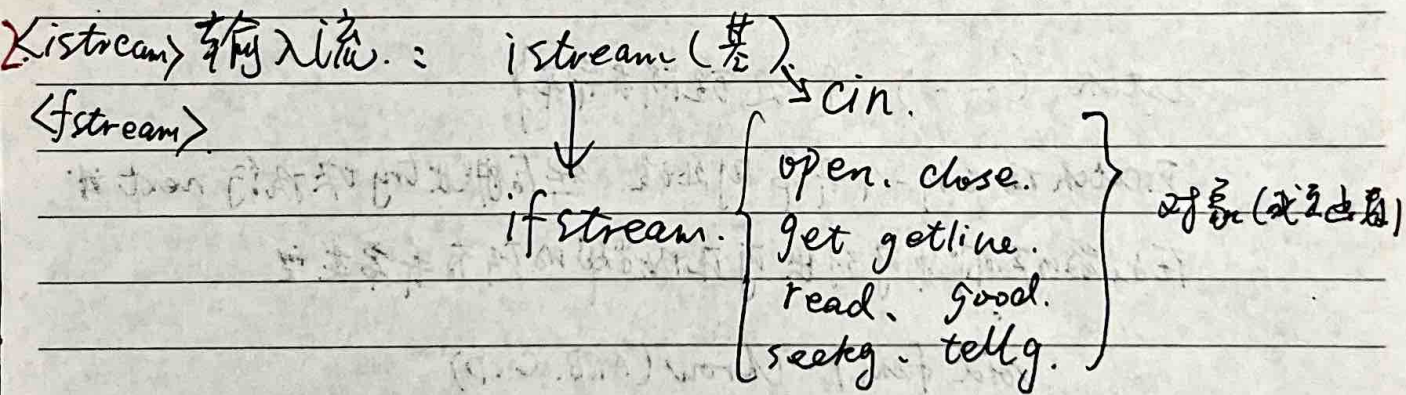 2.<istream> 输入流.: istream (基).
<fstream>. ↓ ↘ cin.
ifstream. { open、close.
get getline.
read、good.
seekg、tellg. } 对象(成员函数)